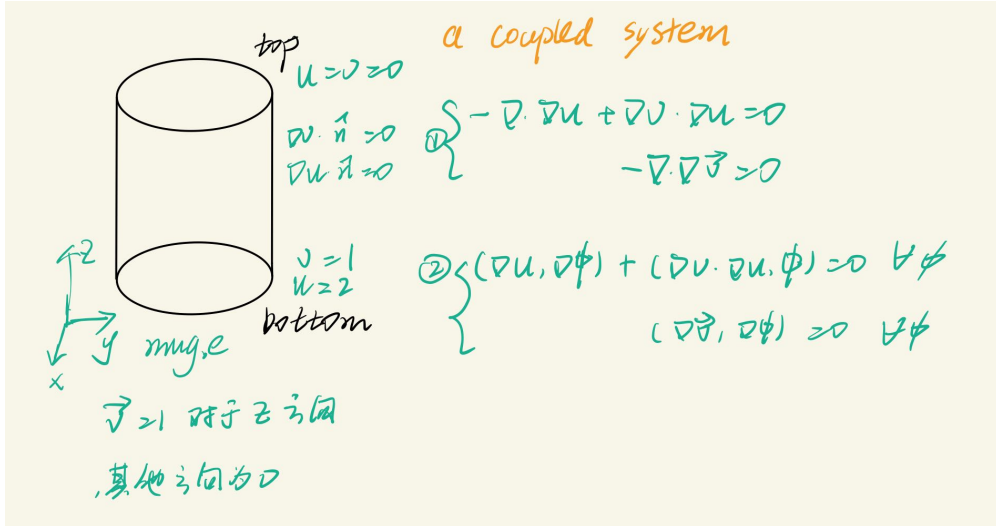 a coupled system
top
u=v=0
∇v·n̂=0
∇u·n̂=0
① { -∇·∇u + ∇v·∇u = 0
-∇·∇v⃗ = 0
v=1
u=2
bottom
② { (∇u, ∇φ) + (∇v·∇u, φ) = 0 ∀φ
(∇v⃗, ∇φ) = 0 ∀φ
z
y
x
mug.e
v⃗=1 对于 z 方向
,其他方向为0